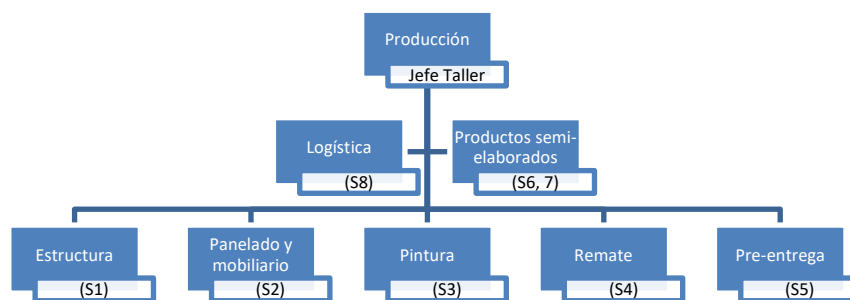 Producción
Jefe Taller
Logística
(S8)
Productos semi-
elaborados
(S6, 7)
Estructura
(S1)
Panelado y
mobiliario
(S2)
Pintura
(S3)
Remate
(S4)
Pre-entrega
(S5)